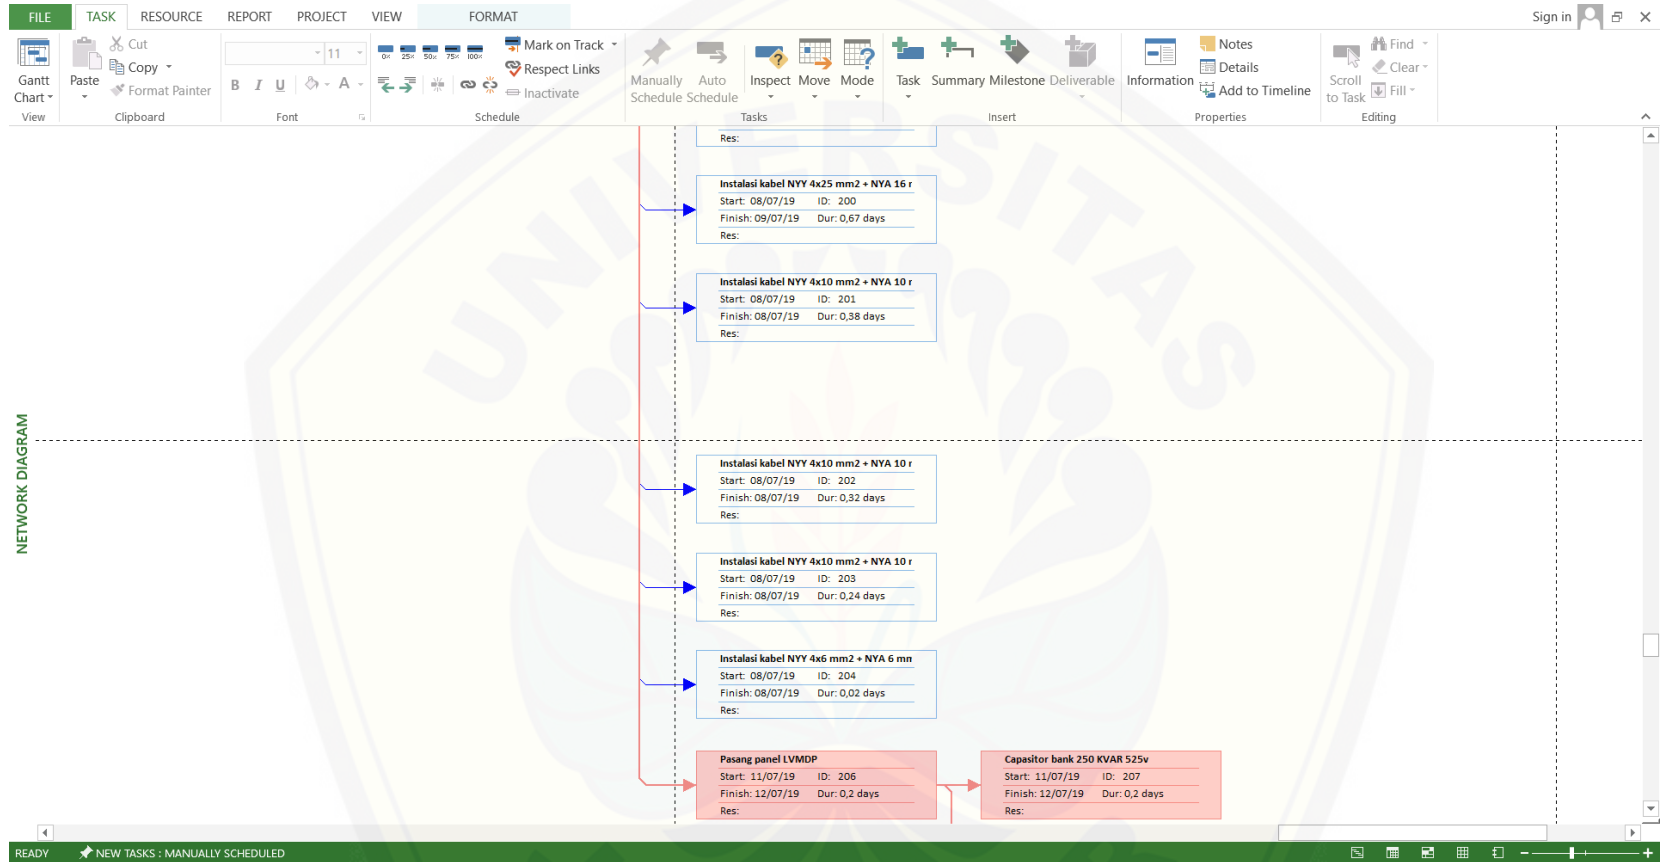 FILE TASK RESOURCE REPORT PROJECT VIEW FORMAT Sign in
Gantt Chart
View
Paste
Cut
Copy
Format Painter
Clipboard
11
B I U A
Font
0% 25% 50% 75% 100%
Mark on Track
Respect Links
Inactivate
Schedule
Manually Schedule
Auto Schedule
Inspect
Move
Mode
Tasks
Task
Summary
Milestone
Deliverable
Insert
Information
Notes
Details
Add to Timeline
Properties
Scroll to Task
Find
Clear
Fill
Editing
UNIVERSITAS
NETWORK DIAGRAM
Res:
Instalasi kabel NYY 4x25 mm2 + NYA 16
Start: 08/07/19 ID: 200
Finish: 09/07/19 Dur: 0,67 days
Res:
Instalasi kabel NYY 4x10 mm2 + NYA 10
Start: 08/07/19 ID: 201
Finish: 08/07/19 Dur: 0,38 days
Res:
Instalasi kabel NYY 4x10 mm2 + NYA 10
Start: 08/07/19 ID: 202
Finish: 08/07/19 Dur: 0,32 days
Res:
Instalasi kabel NYY 4x10 mm2 + NYA 10
Start: 08/07/19 ID: 203
Finish: 08/07/19 Dur: 0,24 days
Res:
Instalasi kabel NYY 4x6 mm2 + NYA 6
Start: 08/07/19 ID: 204
Finish: 08/07/19 Dur: 0,02 days
Res:
Pasang panel LVMDP
Start: 11/07/19 ID: 206
Finish: 12/07/19 Dur: 0,2 days
Res:
Capasitor bank 250 KVAR 525v
Start: 11/07/19 ID: 207
Finish: 12/07/19 Dur: 0,2 days
Res:
READY NEW TASKS : MANUALLY SCHEDULED